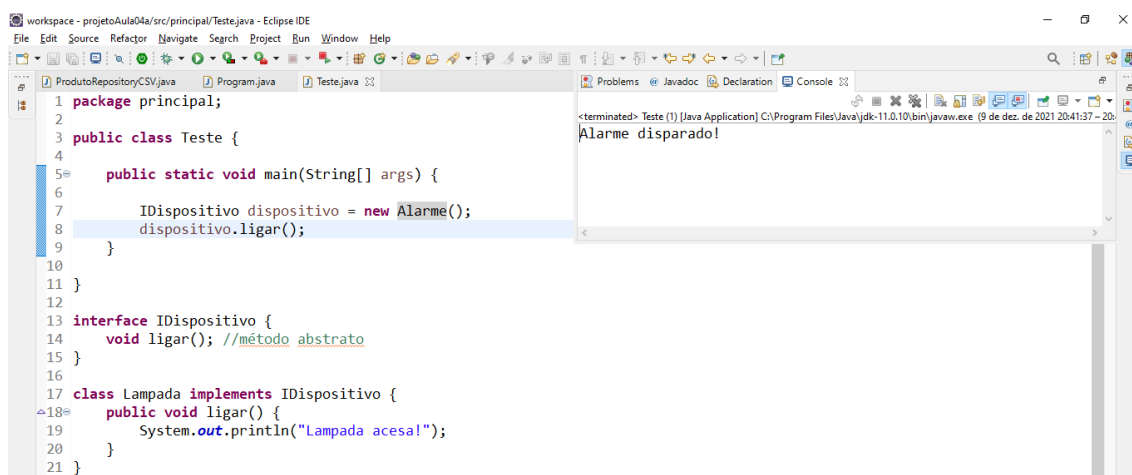 workspace - projetoAula04a/src/principal/Teste.java - Eclipse IDE
File Edit Source Refactor Navigate Search Project Run Window Help
ProdutoRepositoryCSV.java Program.java Teste.java
1 package principal;
2
3 public class Teste {
4
5 public static void main(String[] args) {
6
7 IDispositivo dispositivo = new Alarme();
8 dispositivo.ligar();
9 }
10
11 }
12
13 interface IDispositivo {
14 void ligar(); //método abstrato
15 }
16
17 class Lampada implements IDispositivo {
18 public void ligar() {
19 System.out.println("Lampada acesa!");
20 }
21 }
Problems @ Javadoc Declaration Console
<terminated> Teste (1) [Java Application] C:\Program Files\Java\jdk-11.0.10\bin\javaw.exe (9 de dez. de 2021 20:41:37 – 20:
Alarme disparado!